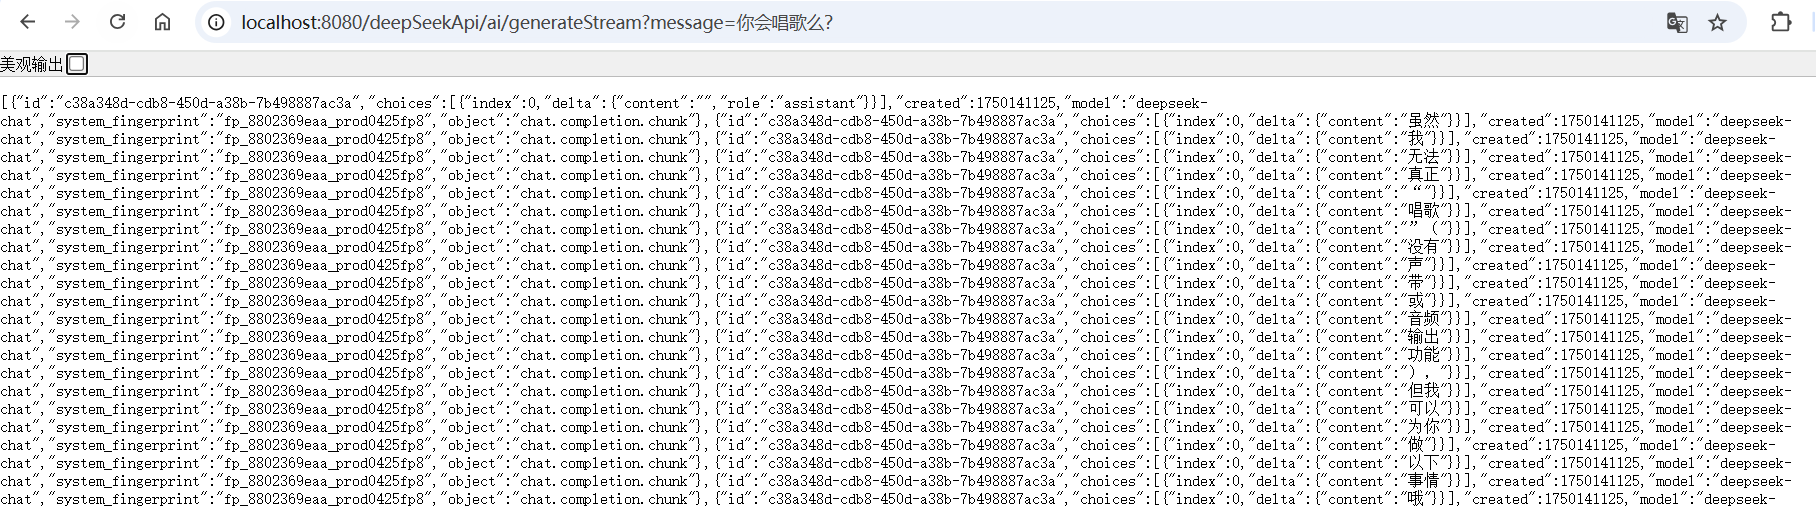 localhost:8080/deepSeekApi/ai/generateStream?message=你会唱歌么?
美观输出
[{"id":"c38a348d-cdb8-450d-a38b-7b498887ac3a","choices":[{"index":0,"delta":{"content":"","role":"assistant"}}],"created":1750141125,"model":"deepseek-
chat","system_fingerprint":"fp_8802369eaa_prod0425fp8","object":"chat.completion.chunk"},{"id":"c38a348d-cdb8-450d-a38b-7b498887ac3a","choices":[{"index":0,"delta":{"content":"虽然"}}],"created":1750141125,"model":"deepseek-
chat","system_fingerprint":"fp_8802369eaa_prod0425fp8","object":"chat.completion.chunk"},{"id":"c38a348d-cdb8-450d-a38b-7b498887ac3a","choices":[{"index":0,"delta":{"content":"我"}}],"created":1750141125,"model":"deepseek-
chat","system_fingerprint":"fp_8802369eaa_prod0425fp8","object":"chat.completion.chunk"},{"id":"c38a348d-cdb8-450d-a38b-7b498887ac3a","choices":[{"index":0,"delta":{"content":"无法"}}],"created":1750141125,"model":"deepseek-
chat","system_fingerprint":"fp_8802369eaa_prod0425fp8","object":"chat.completion.chunk"},{"id":"c38a348d-cdb8-450d-a38b-7b498887ac3a","choices":[{"index":0,"delta":{"content":"真正"}}],"created":1750141125,"model":"deepseek-
chat","system_fingerprint":"fp_8802369eaa_prod0425fp8","object":"chat.completion.chunk"},{"id":"c38a348d-cdb8-450d-a38b-7b498887ac3a","choices":[{"index":0,"delta":{"content":"“"}}],"created":1750141125,"model":"deepseek-
chat","system_fingerprint":"fp_8802369eaa_prod0425fp8","object":"chat.completion.chunk"},{"id":"c38a348d-cdb8-450d-a38b-7b498887ac3a","choices":[{"index":0,"delta":{"content":"唱歌"}}],"created":1750141125,"model":"deepseek-
chat","system_fingerprint":"fp_8802369eaa_prod0425fp8","object":"chat.completion.chunk"},{"id":"c38a348d-cdb8-450d-a38b-7b498887ac3a","choices":[{"index":0,"delta":{"content":"”（"}}],"created":1750141125,"model":"deepseek-
chat","system_fingerprint":"fp_8802369eaa_prod0425fp8","object":"chat.completion.chunk"},{"id":"c38a348d-cdb8-450d-a38b-7b498887ac3a","choices":[{"index":0,"delta":{"content":"没有"}}],"created":1750141125,"model":"deepseek-
chat","system_fingerprint":"fp_8802369eaa_prod0425fp8","object":"chat.completion.chunk"},{"id":"c38a348d-cdb8-450d-a38b-7b498887ac3a","choices":[{"index":0,"delta":{"content":"声"}}],"created":1750141125,"model":"deepseek-
chat","system_fingerprint":"fp_8802369eaa_prod0425fp8","object":"chat.completion.chunk"},{"id":"c38a348d-cdb8-450d-a38b-7b498887ac3a","choices":[{"index":0,"delta":{"content":"带"}}],"created":1750141125,"model":"deepseek-
chat","system_fingerprint":"fp_8802369eaa_prod0425fp8","object":"chat.completion.chunk"},{"id":"c38a348d-cdb8-450d-a38b-7b498887ac3a","choices":[{"index":0,"delta":{"content":"或"}}],"created":1750141125,"model":"deepseek-
chat","system_fingerprint":"fp_8802369eaa_prod0425fp8","object":"chat.completion.chunk"},{"id":"c38a348d-cdb8-450d-a38b-7b498887ac3a","choices":[{"index":0,"delta":{"content":"音频"}}],"created":1750141125,"model":"deepseek-
chat","system_fingerprint":"fp_8802369eaa_prod0425fp8","object":"chat.completion.chunk"},{"id":"c38a348d-cdb8-450d-a38b-7b498887ac3a","choices":[{"index":0,"delta":{"content":"输出"}}],"created":1750141125,"model":"deepseek-
chat","system_fingerprint":"fp_8802369eaa_prod0425fp8","object":"chat.completion.chunk"},{"id":"c38a348d-cdb8-450d-a38b-7b498887ac3a","choices":[{"index":0,"delta":{"content":"功能"}}],"created":1750141125,"model":"deepseek-
chat","system_fingerprint":"fp_8802369eaa_prod0425fp8","object":"chat.completion.chunk"},{"id":"c38a348d-cdb8-450d-a38b-7b498887ac3a","choices":[{"index":0,"delta":{"content":"），"}}],"created":1750141125,"model":"deepseek-
chat","system_fingerprint":"fp_8802369eaa_prod0425fp8","object":"chat.completion.chunk"},{"id":"c38a348d-cdb8-450d-a38b-7b498887ac3a","choices":[{"index":0,"delta":{"content":"但我"}}],"created":1750141125,"model":"deepseek-
chat","system_fingerprint":"fp_8802369eaa_prod0425fp8","object":"chat.completion.chunk"},{"id":"c38a348d-cdb8-450d-a38b-7b498887ac3a","choices":[{"index":0,"delta":{"content":"可以"}}],"created":1750141125,"model":"deepseek-
chat","system_fingerprint":"fp_8802369eaa_prod0425fp8","object":"chat.completion.chunk"},{"id":"c38a348d-cdb8-450d-a38b-7b498887ac3a","choices":[{"index":0,"delta":{"content":"为你"}}],"created":1750141125,"model":"deepseek-
chat","system_fingerprint":"fp_8802369eaa_prod0425fp8","object":"chat.completion.chunk"},{"id":"c38a348d-cdb8-450d-a38b-7b498887ac3a","choices":[{"index":0,"delta":{"content":"做"}}],"created":1750141125,"model":"deepseek-
chat","system_fingerprint":"fp_8802369eaa_prod0425fp8","object":"chat.completion.chunk"},{"id":"c38a348d-cdb8-450d-a38b-7b498887ac3a","choices":[{"index":0,"delta":{"content":"以下"}}],"created":1750141125,"model":"deepseek-
chat","system_fingerprint":"fp_8802369eaa_prod0425fp8","object":"chat.completion.chunk"},{"id":"c38a348d-cdb8-450d-a38b-7b498887ac3a","choices":[{"index":0,"delta":{"content":"事情"}}],"created":1750141125,"model":"deepseek-
chat","system_fingerprint":"fp_8802369eaa_prod0425fp8","object":"chat.completion.chunk"},{"id":"c38a348d-cdb8-450d-a38b-7b498887ac3a","choices":[{"index":0,"delta":{"content":"哦"}}],"created":1750141125,"model":"deepseek-